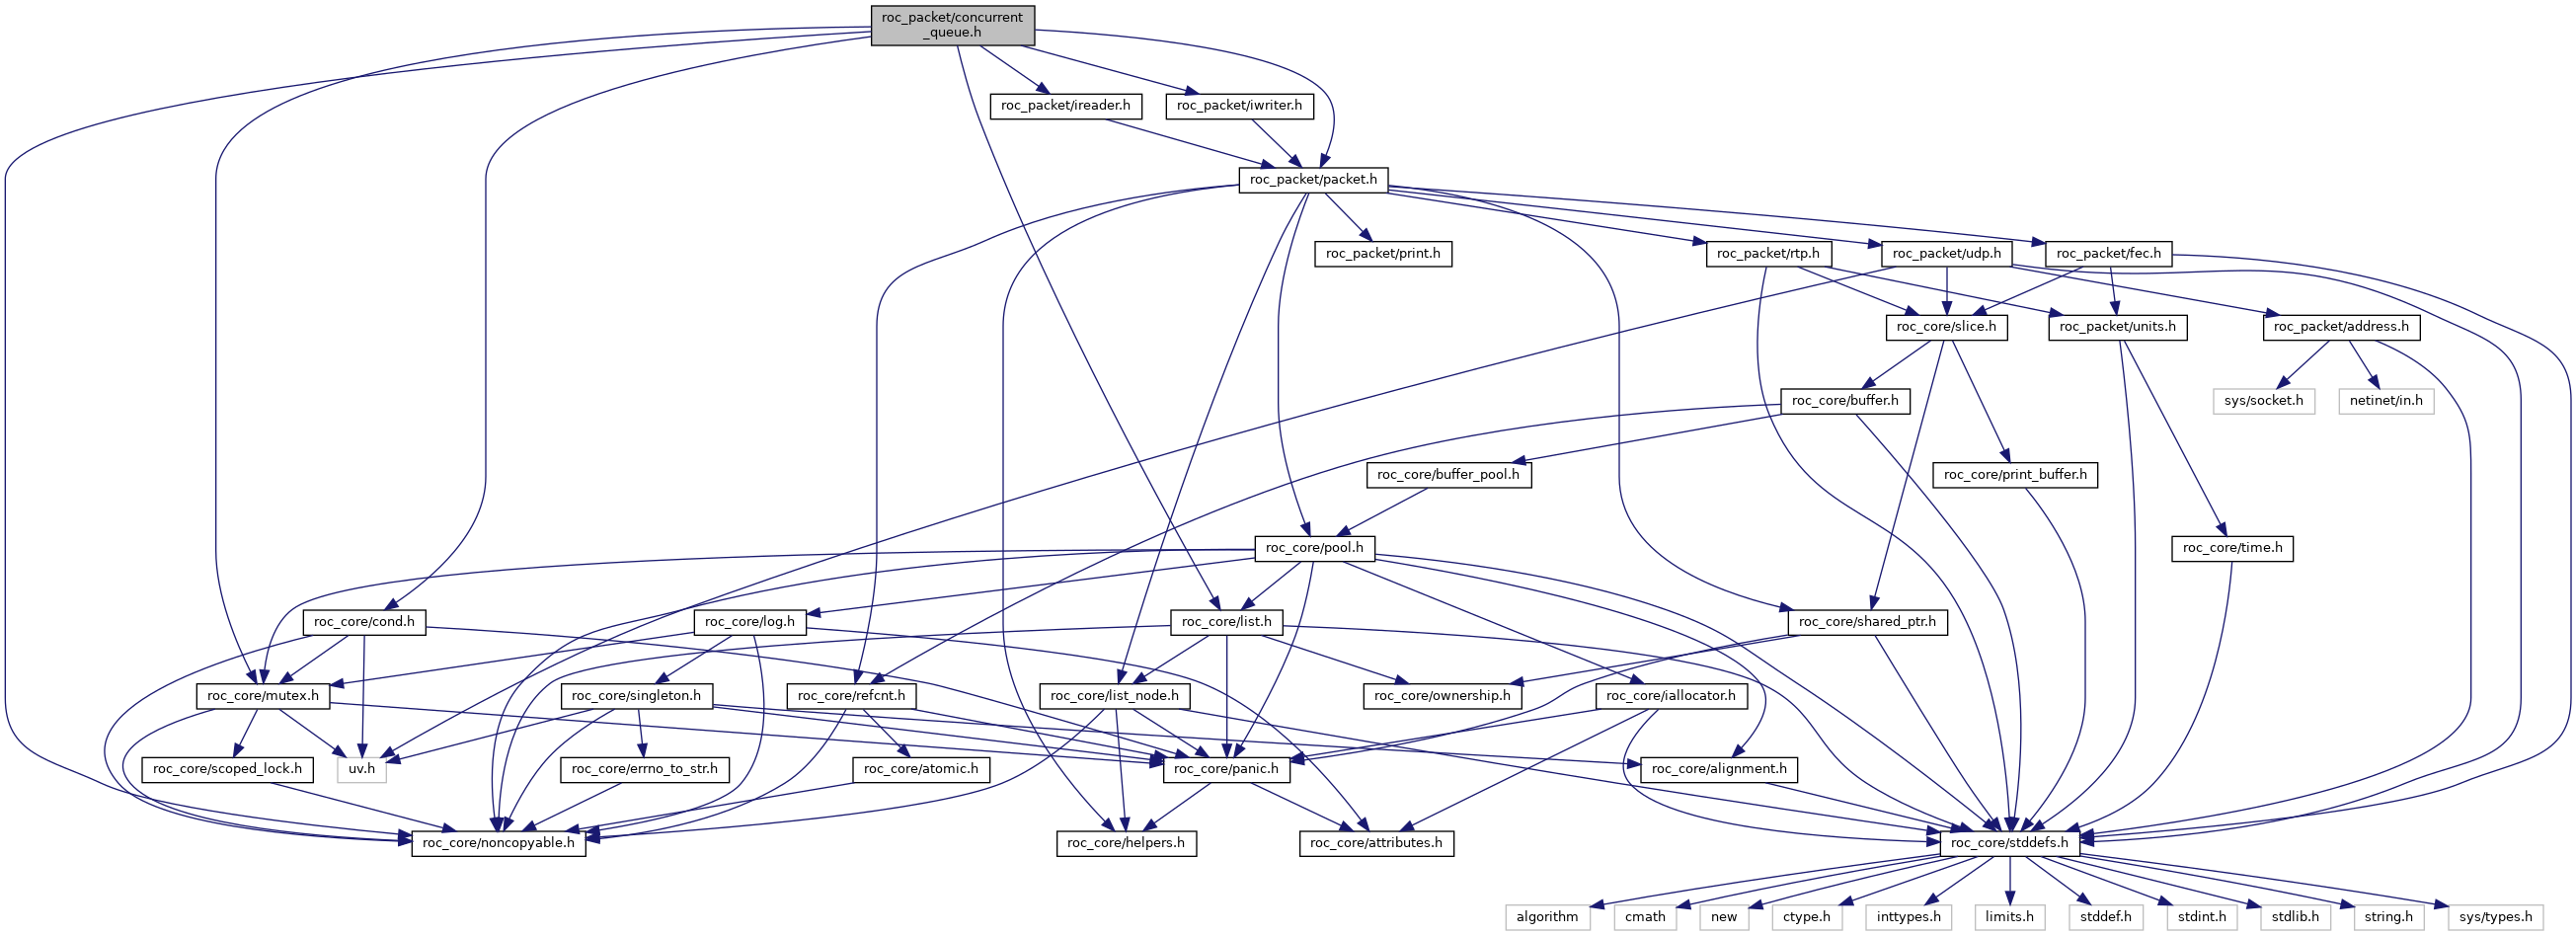 roc_packet/concurrent
_queue.h
roc_packet/ireader.h
roc_packet/iwriter.h
roc_packet/packet.h
roc_packet/print.h
roc_packet/rtp.h
roc_packet/udp.h
roc_packet/fec.h
roc_core/slice.h
roc_packet/units.h
roc_packet/address.h
roc_core/buffer.h
sys/socket.h
netinet/in.h
roc_core/buffer_pool.h
roc_core/print_buffer.h
roc_core/pool.h
roc_core/time.h
roc_core/cond.h
roc_core/log.h
roc_core/list.h
roc_core/shared_ptr.h
roc_core/mutex.h
roc_core/singleton.h
roc_core/refcnt.h
roc_core/list_node.h
roc_core/ownership.h
roc_core/iallocator.h
roc_core/scoped_lock.h
uv.h
roc_core/errno_to_str.h
roc_core/atomic.h
roc_core/panic.h
roc_core/alignment.h
roc_core/noncopyable.h
roc_core/helpers.h
roc_core/attributes.h
roc_core/stddefs.h
algorithm
cmath
new
ctype.h
inttypes.h
limits.h
stddef.h
stdint.h
stdlib.h
string.h
sys/types.h